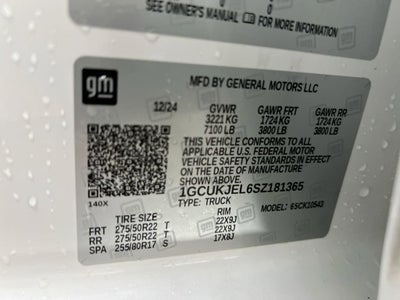 SEE OWNER'S MANUAL
FOR MORE INFORMATION
gm
MFD BY GENERAL MOTORS LLC
12/24 GVWR GAWR FRT GAWR RR
3221 KG 1724 KG 1724 KG
7100 LB 3800 LB 3800 LB
THIS VEHICLE CONFORMS TO ALL
APPLICABLE U.S. FEDERAL MOTOR
VEHICLE SAFETY STANDARDS IN
EFFECT ON THE DATE OF MANUFACTURE
SHOWN ABOVE.
1GCUKJEL6SZ181365
140X TYPE: TRUCK MODEL: 6SCK10543
TIRE SIZE RIM
FRT 275/50R22 T 22X9J
RR 275/50R22 T 22X9J
SPA 255/80R17 S 17X8J